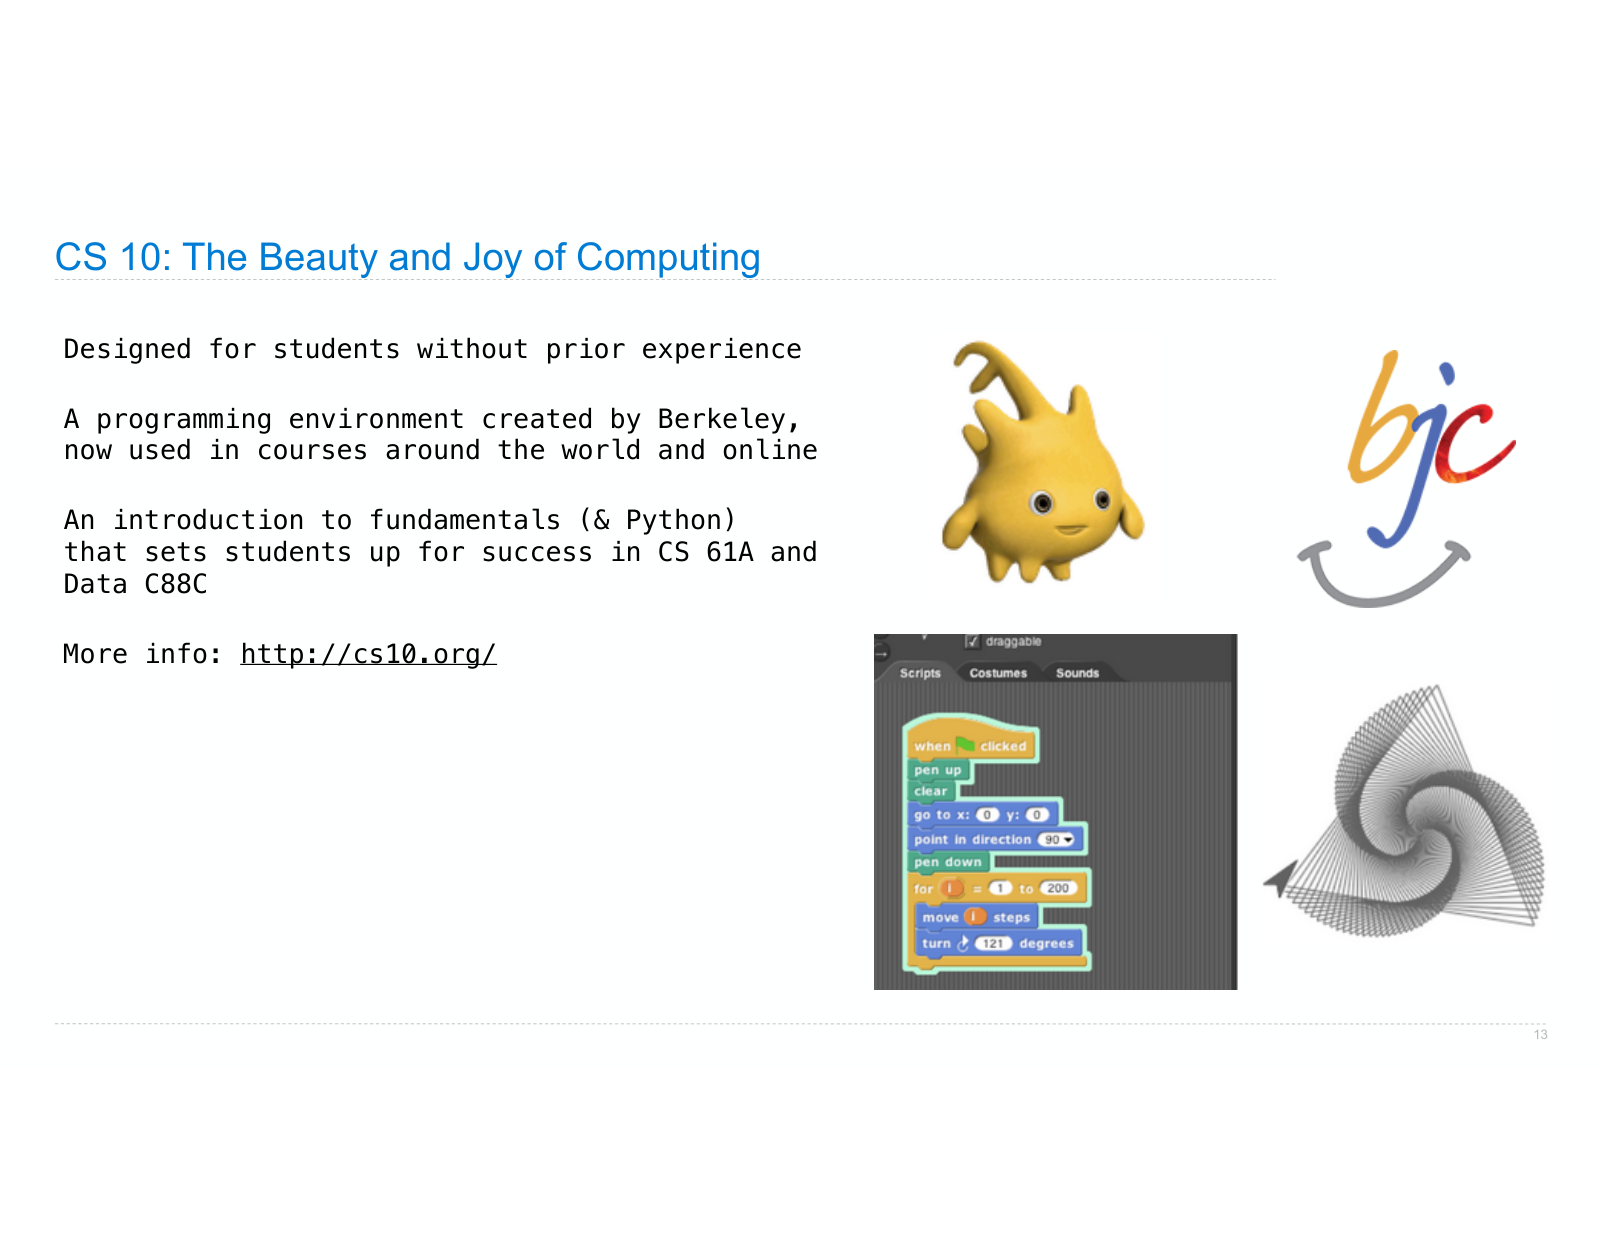 CS 10: The Beauty and Joy of Computing
Designed for students without prior experience
A programming environment created by Berkeley,
now used in courses around the world and online
An introduction to fundamentals (& Python)
that sets students up for success in CS 61A and
Data C88C
More info: http://cs10.org/
bjc
draggable
Scripts Costumes Sounds
when clicked
pen up
clear
go to x: 0 y: 0
point in direction 90
pen down
for i = 1 to 200
move i steps
turn 121 degrees
13